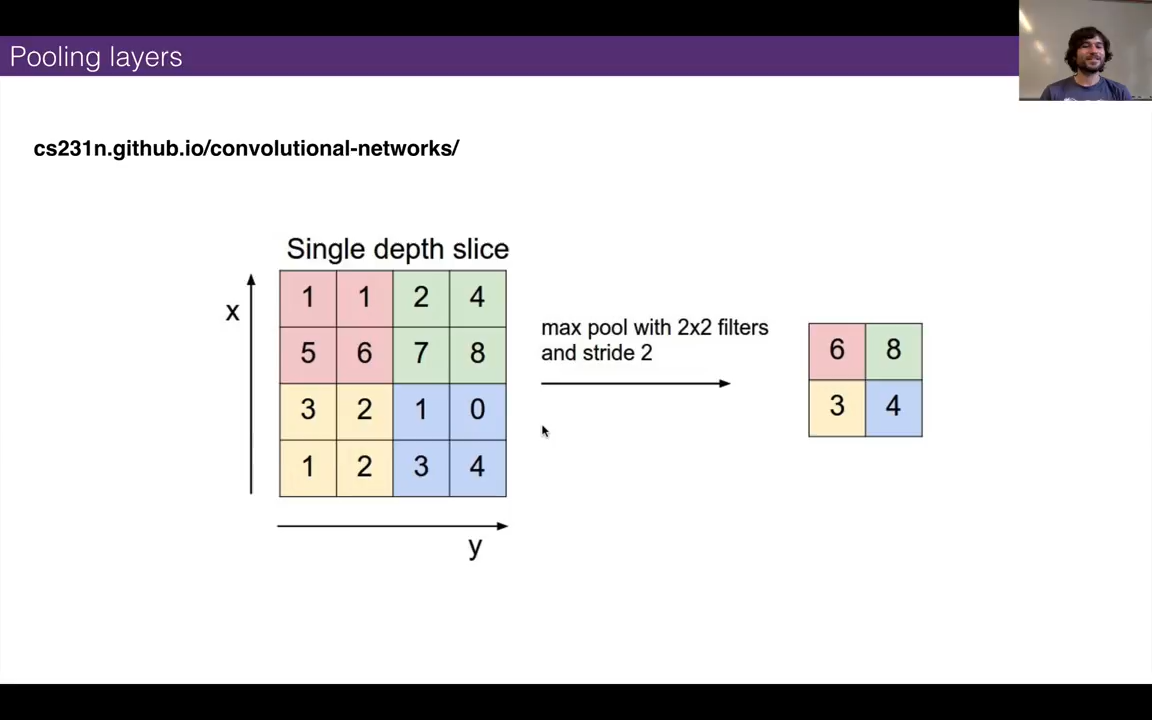 Pooling layers
cs231n.github.io/convolutional-networks/
Single depth slice
x
1 1 2 4
5 6 7 8
3 2 1 0
1 2 3 4
y
max pool with 2x2 filters
and stride 2
6 8
3 4